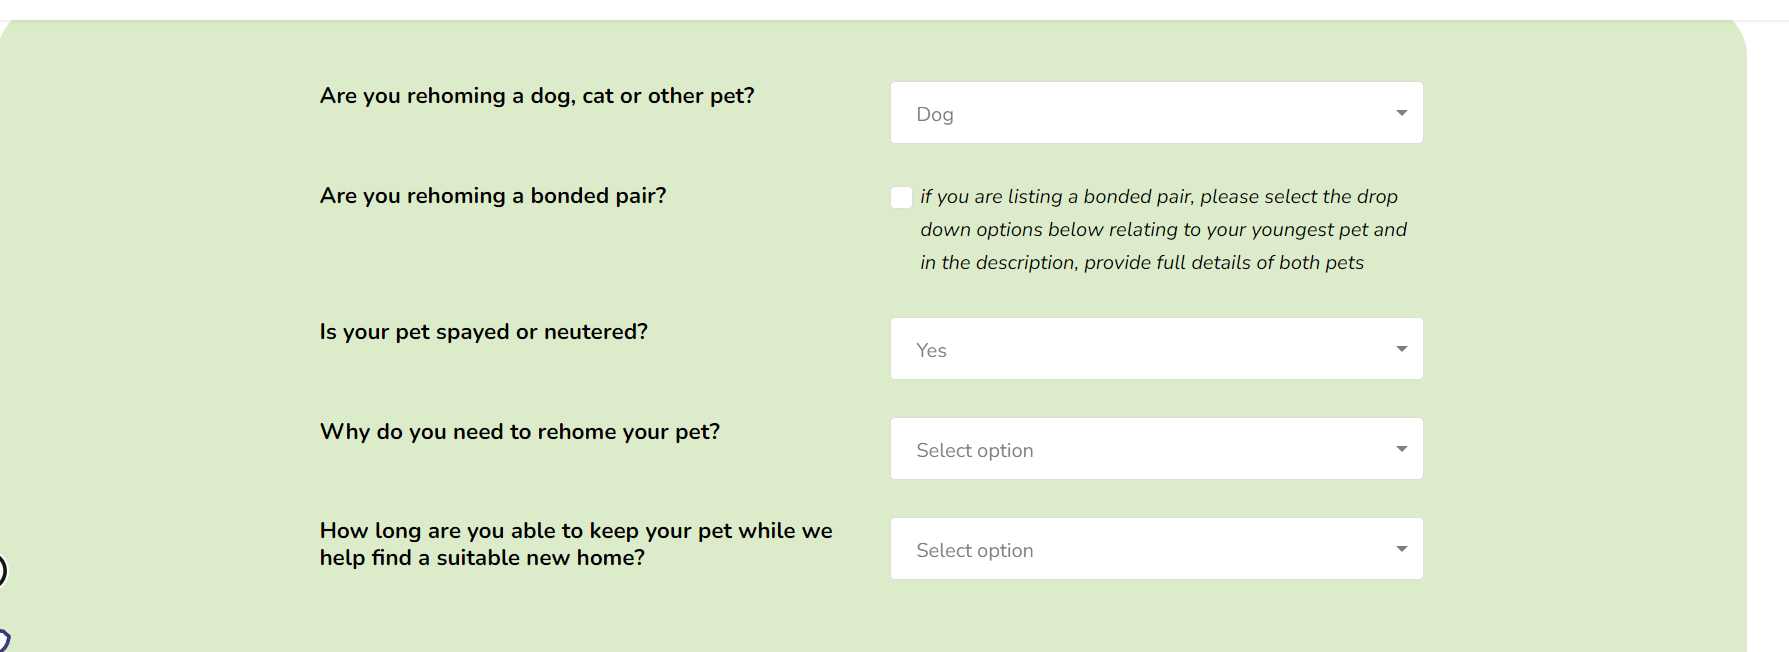 Are you rehoming a dog, cat or other pet?
Dog
Are you rehoming a bonded pair?
if you are listing a bonded pair, please select the drop
down options below relating to your youngest pet and
in the description, provide full details of both pets
Is your pet spayed or neutered?
Yes
Why do you need to rehome your pet?
Select option
How long are you able to keep your pet while we
help find a suitable new home?
Select option